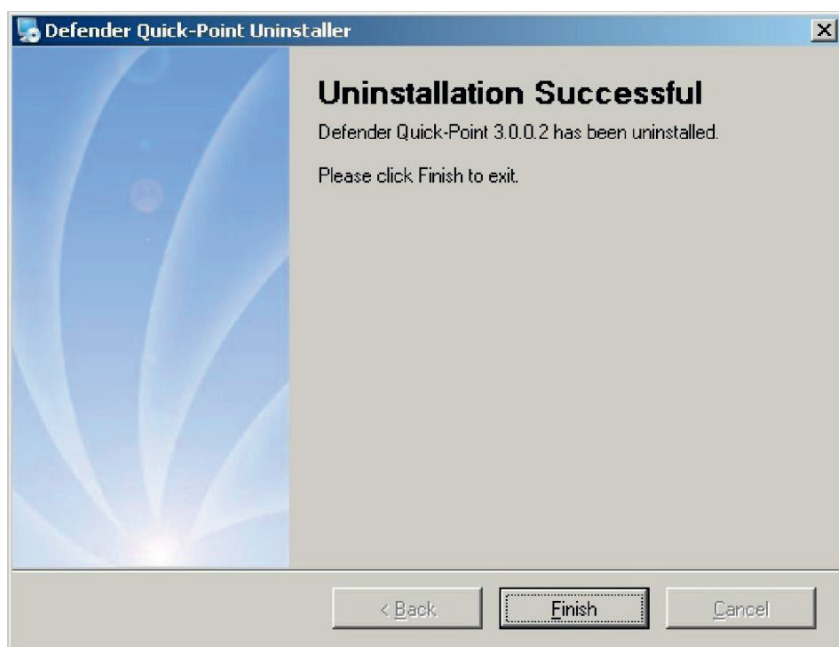 Defender Quick-Point Uninstaller
Uninstallation Successful
Defender Quick-Point 3.0.0.2 has been uninstalled.
Please click Finish to exit.
< Back
Finish
Cancel